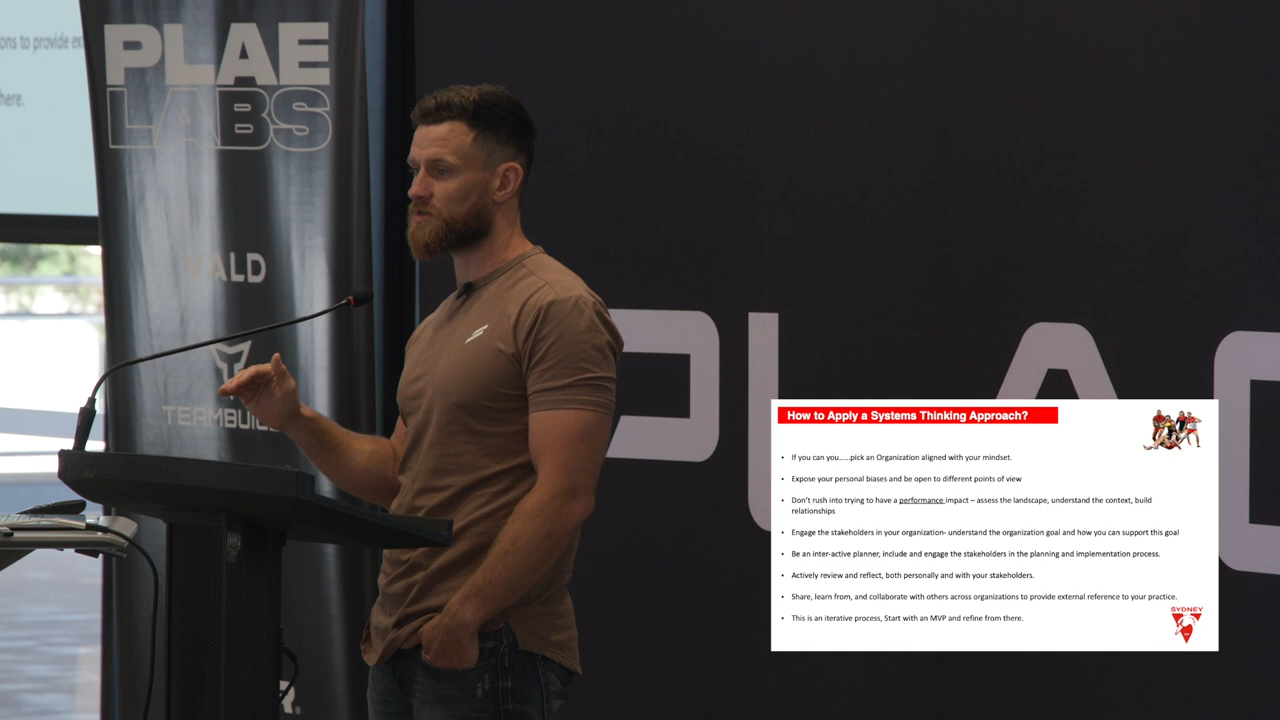 ons to provide ex
here.
PLAE
LABS
VALD
TEAMBUIL
R.
PLAE
How to Apply a Systems Thinking Approach?
• If you can you......pick an Organization aligned with your mindset.
• Expose your personal biases and be open to different points of view
• Don't rush into trying to have a performance impact – assess the landscape, understand the context, build
relationships
• Engage the stakeholders in your organization- understand the organization goal and how you can support this goal
• Be an inter-active planner, include and engage the stakeholders in the planning and implementation process.
• Actively review and reflect, both personally and with your stakeholders.
• Share, learn from, and collaborate with others across organizations to provide external reference to your practice.
• This is an iterative process, Start with an MVP and refine from there.
SYDNEY